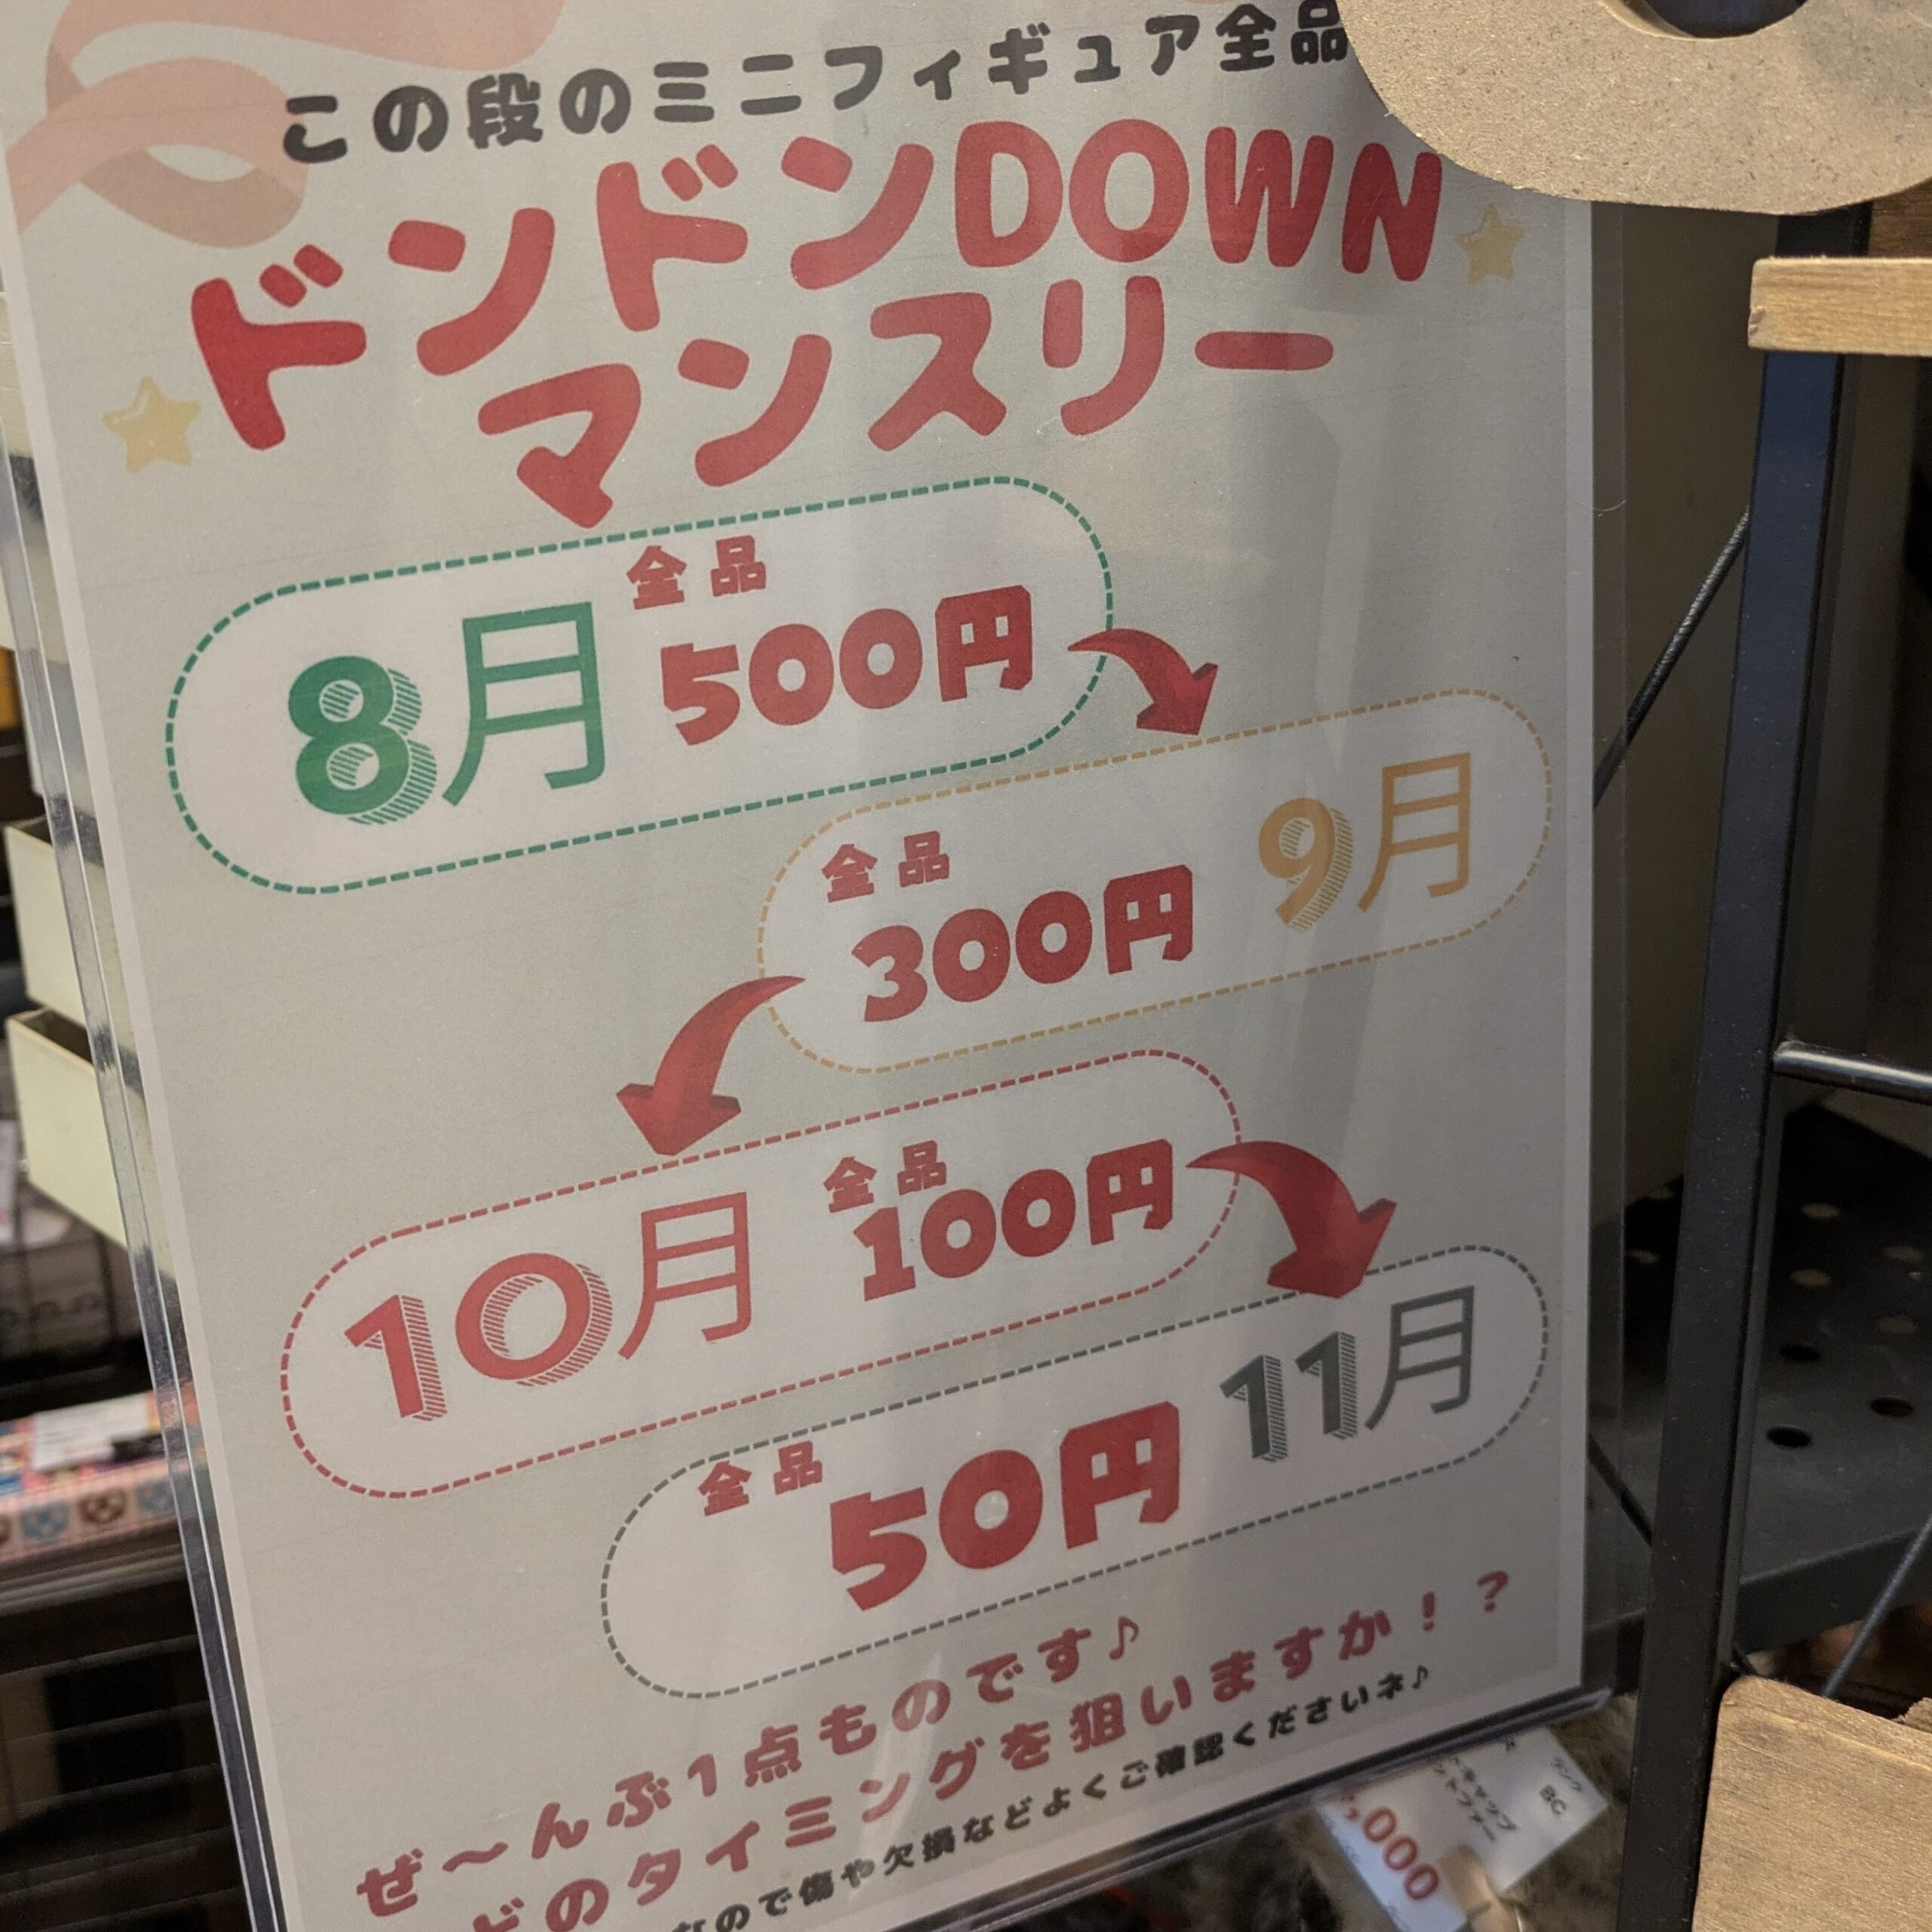 この段のミニフィギュア全品
ドンドンDOWN
マンスリー
8月
全品
500円
全品
300円
9月
10月
全品
100円
全品
50円
11月
ぜ〜んぶ1点ものです♪
どのタイミングを狙いますか！？
なので傷や欠損などよくご確認くださいネ♪
,000
BC